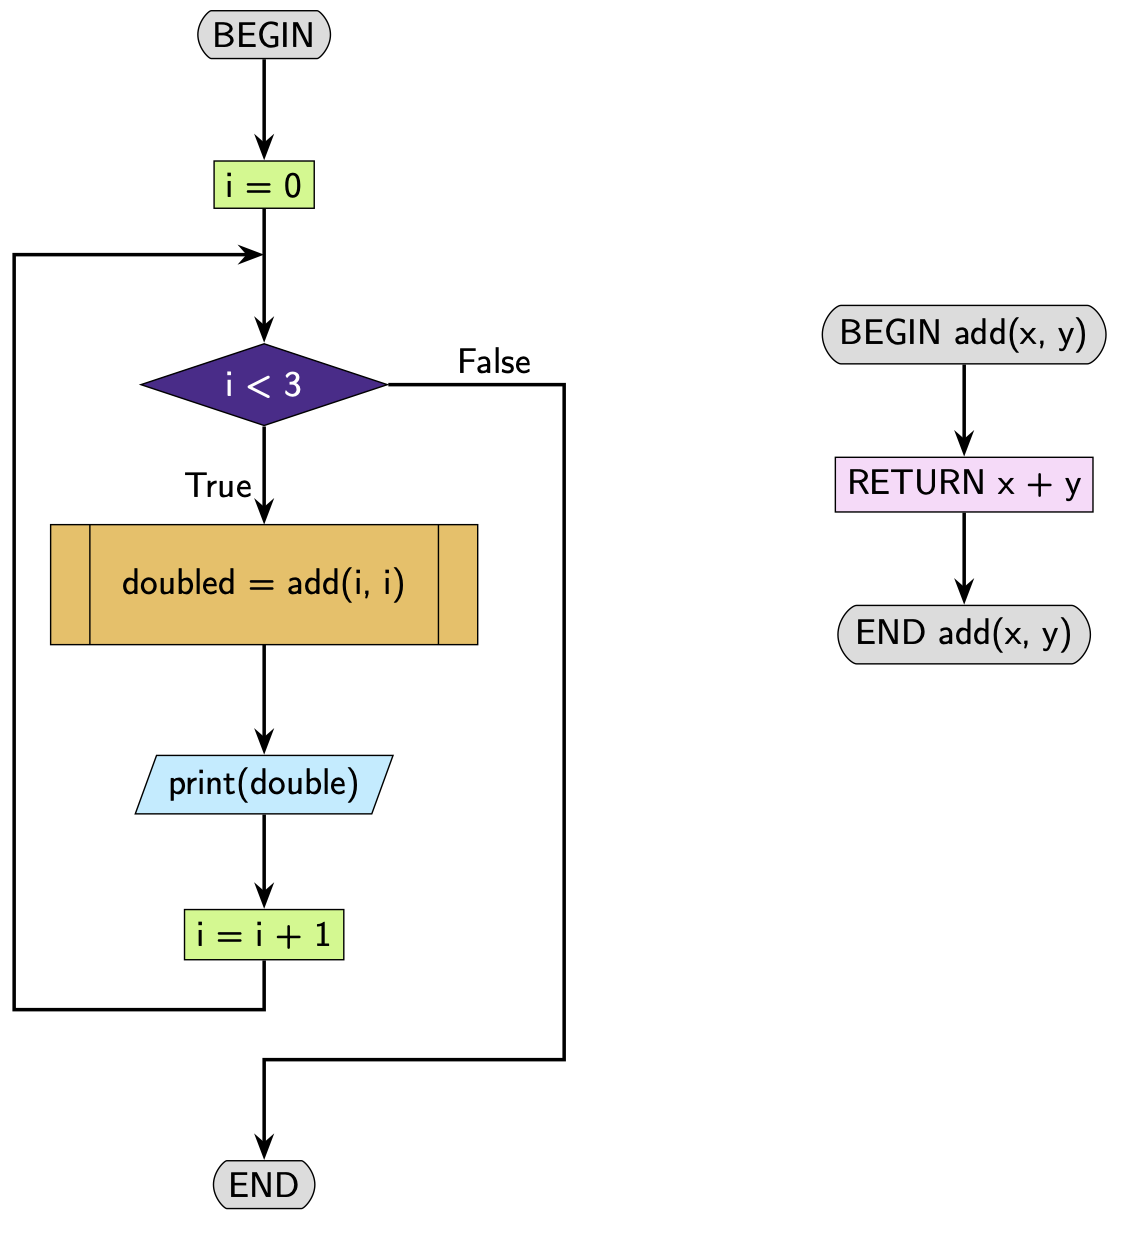 BEGIN
i = 0
i < 3
False
True
doubled = add(i, i)
print(double)
i = i + 1
END
BEGIN add(x, y)
RETURN x + y
END add(x, y)